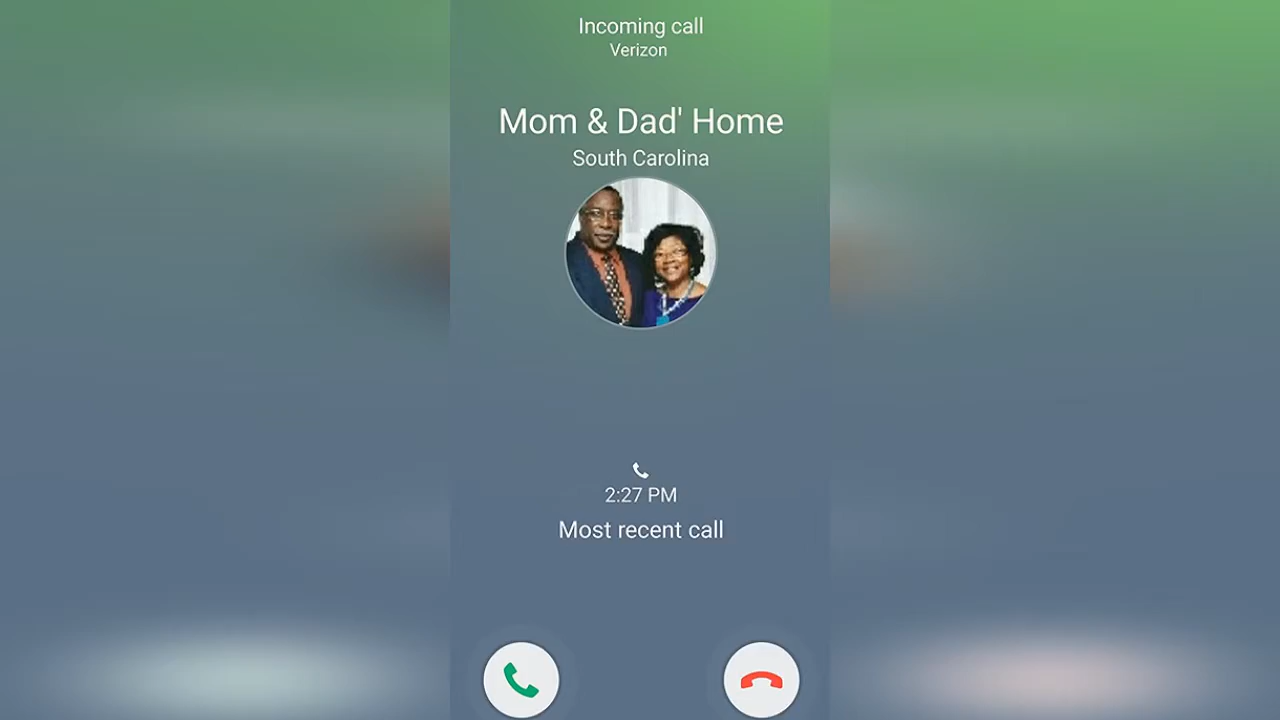 Incoming call
Verizon
Mom & Dad' Home
South Carolina
2:27 PM
Most recent call